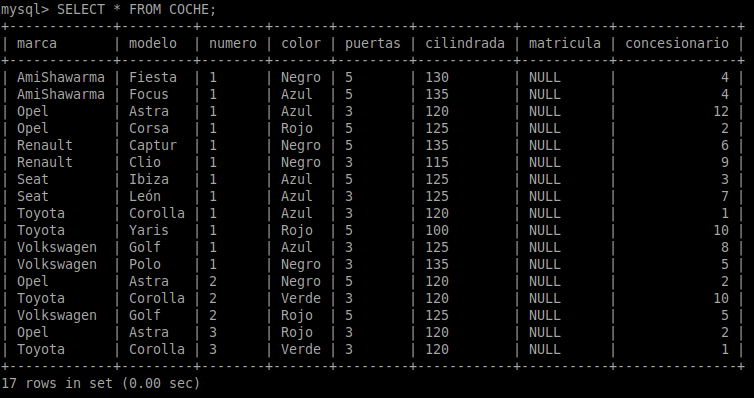 mysql> SELECT * FROM COCHE;
+-------------+---------+--------+-------+---------+------------+-----------+---------------+
| marca       | modelo  | numero | color | puertas | cilindrada | matricula | concesionario |
+-------------+---------+--------+-------+---------+------------+-----------+---------------+
| AmiShawarma | Fiesta  | 1      | Negro | 5       | 130        | NULL      |             4 |
| AmiShawarma | Focus   | 1      | Azul  | 5       | 135        | NULL      |             4 |
| Opel        | Astra   | 1      | Azul  | 3       | 120        | NULL      |            12 |
| Opel        | Corsa   | 1      | Rojo  | 5       | 125        | NULL      |             2 |
| Renault     | Captur  | 1      | Negro | 5       | 135        | NULL      |             6 |
| Renault     | Clio    | 1      | Negro | 3       | 115        | NULL      |             9 |
| Seat        | Ibiza   | 1      | Azul  | 5       | 125        | NULL      |             3 |
| Seat        | León    | 1      | Azul  | 3       | 125        | NULL      |             7 |
| Toyota      | Corolla | 1      | Azul  | 3       | 120        | NULL      |             1 |
| Toyota      | Yaris   | 1      | Rojo  | 5       | 100        | NULL      |            10 |
| Volkswagen  | Golf    | 1      | Azul  | 3       | 125        | NULL      |             8 |
| Volkswagen  | Polo    | 1      | Negro | 3       | 135        | NULL      |             5 |
| Opel        | Astra   | 2      | Negro | 5       | 120        | NULL      |             2 |
| Toyota      | Corolla | 2      | Verde | 3       | 120        | NULL      |            10 |
| Volkswagen  | Golf    | 2      | Rojo  | 5       | 125        | NULL      |             5 |
| Opel        | Astra   | 3      | Rojo  | 3       | 120        | NULL      |             2 |
| Toyota      | Corolla | 3      | Verde | 3       | 120        | NULL      |             1 |
+-------------+---------+--------+-------+---------+------------+-----------+---------------+
17 rows in set (0.00 sec)